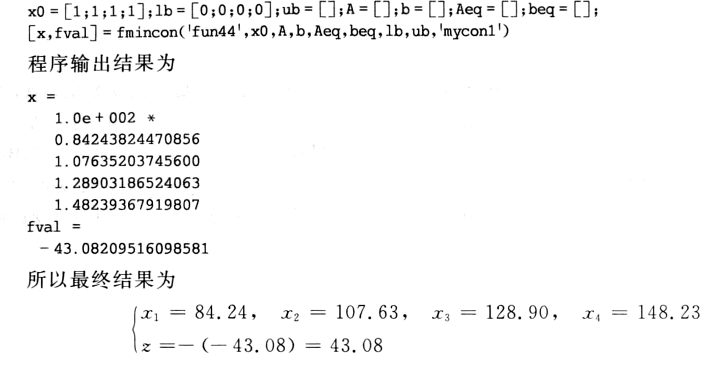 x0 = [1;1;1;1];lb = [0;0;0;0];ub = [];A = [];b = [];Aeq = [];beq = [];
[x,fval] = fmincon('fun44',x0,A,b,Aeq,beq,lb,ub,'mycon1')
程序输出结果为
x =
1.0e + 002 *
0.84243824470856
1.07635203745600
1.28903186524063
1.48239367919807
fval =
- 43.08209516098581
所以最终结果为
x₁ = 84.24, x₂ = 107.63, x₃ = 128.90, x₄ = 148.23
z = - (- 43.08) = 43.08